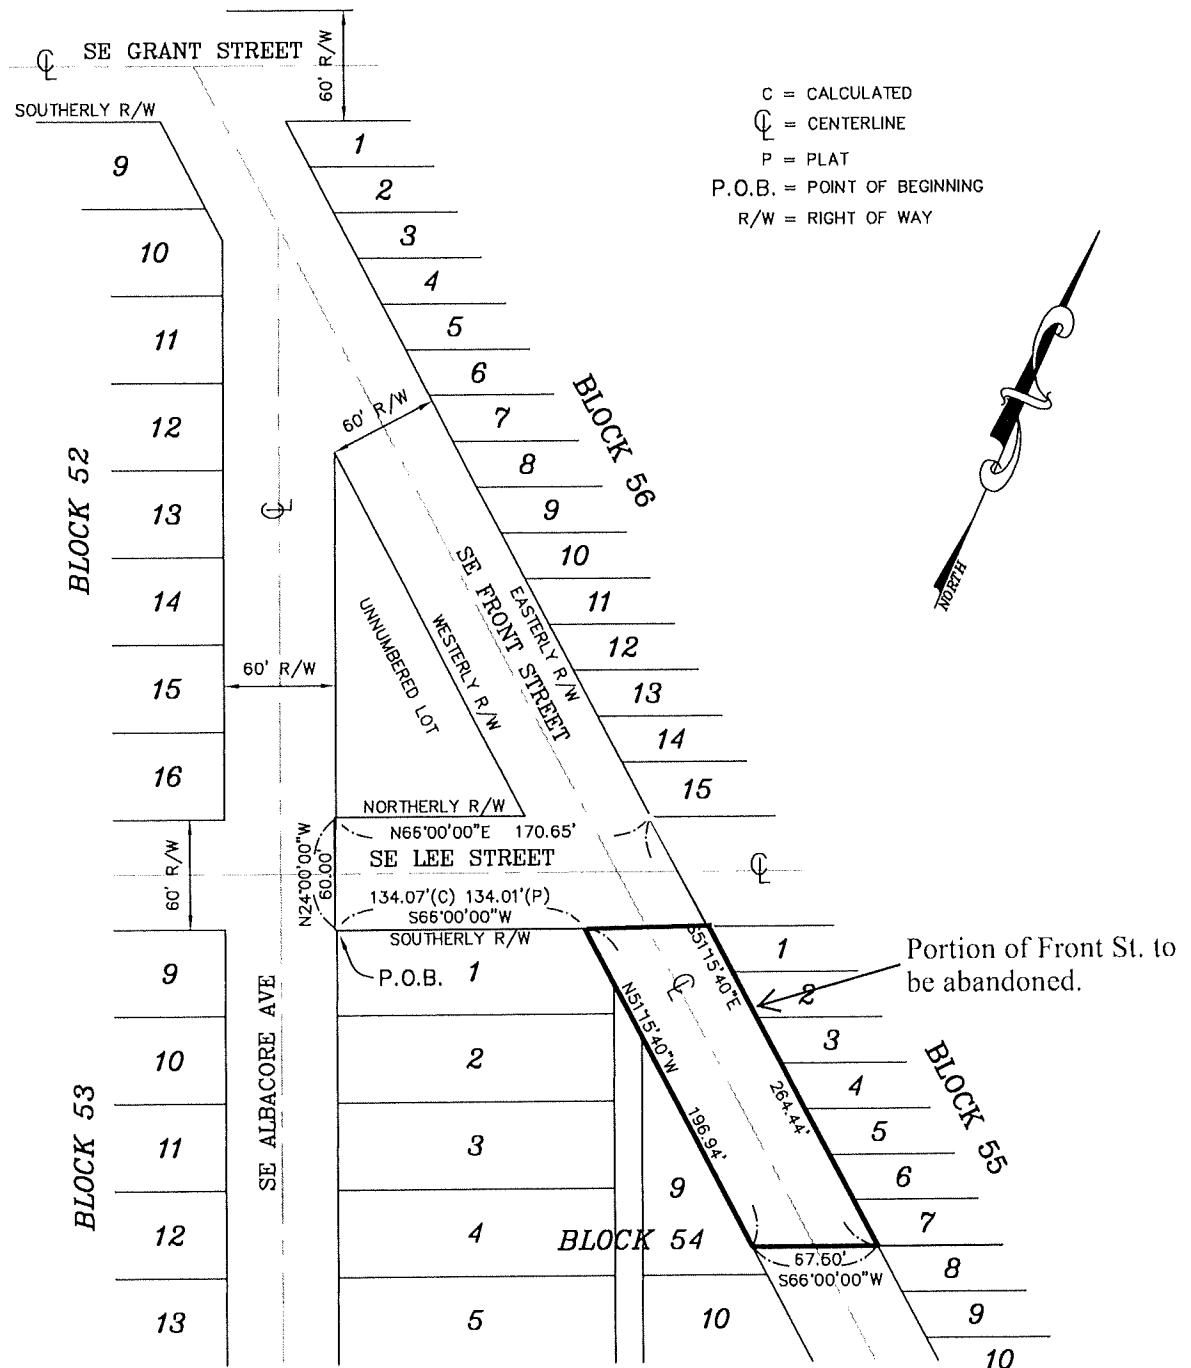 ℄ SE GRANT STREET
60' R/W
SOUTHERLY R/W
C = CALCULATED
℄ = CENTERLINE
P = PLAT
P.O.B. = POINT OF BEGINNING
R/W = RIGHT OF WAY
9
10
11
12
13
14
15
16
BLOCK 52
1
2
3
4
5
6
7
8
9
10
11
12
13
14
15
BLOCK 56
NORTH
60' R/W
℄
60' R/W
UNNUMBERED LOT
WESTERLY R/W
SE FRONT STREET
EASTERLY R/W
NORTHERLY R/W
N66°00'00"E 170.65'
SE LEE STREET
℄
60' R/W
N24°00'00"W
60.00'
134.07'(C) 134.01'(P)
S66°00'00"W
SOUTHERLY R/W
P.O.B.
9
10
11
12
13
BLOCK 53
SE ALBACORE AVE
1
2
3
4
5
BLOCK 54
9
10
℄
S51°15'40"E
264.44'
N51°15'40"W
196.94'
67.50'
S66°00'00"W
Portion of Front St. to
be abandoned.
1
2
3
4
5
6
7
8
9
10
BLOCK 55